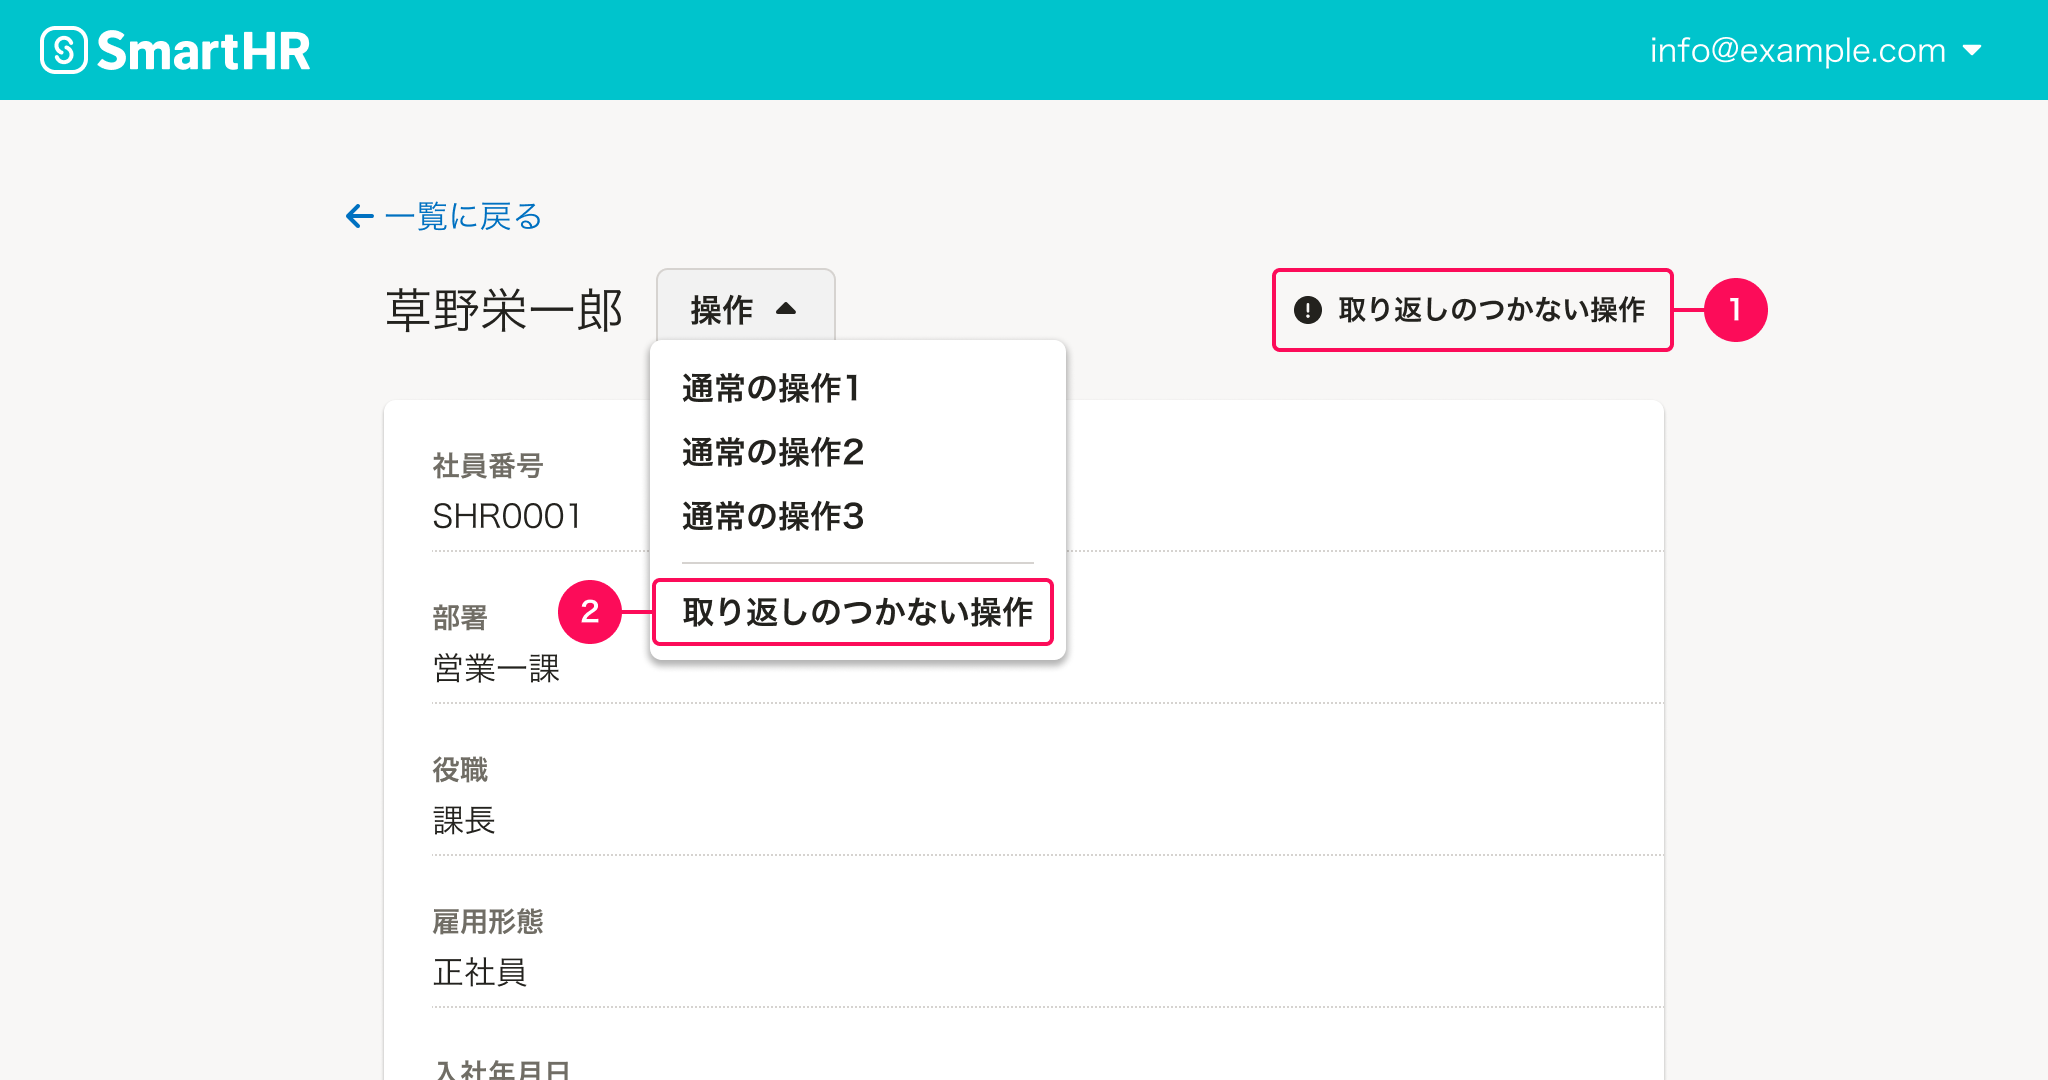 SmartHR
info@example.com
一覧に戻る
草野栄一郎
操作
取り返しのつかない操作
1
通常の操作1
通常の操作2
通常の操作3
2
取り返しのつかない操作
社員番号
SHR0001
部署
営業一課
役職
課長
雇用形態
正社員
入社年月日